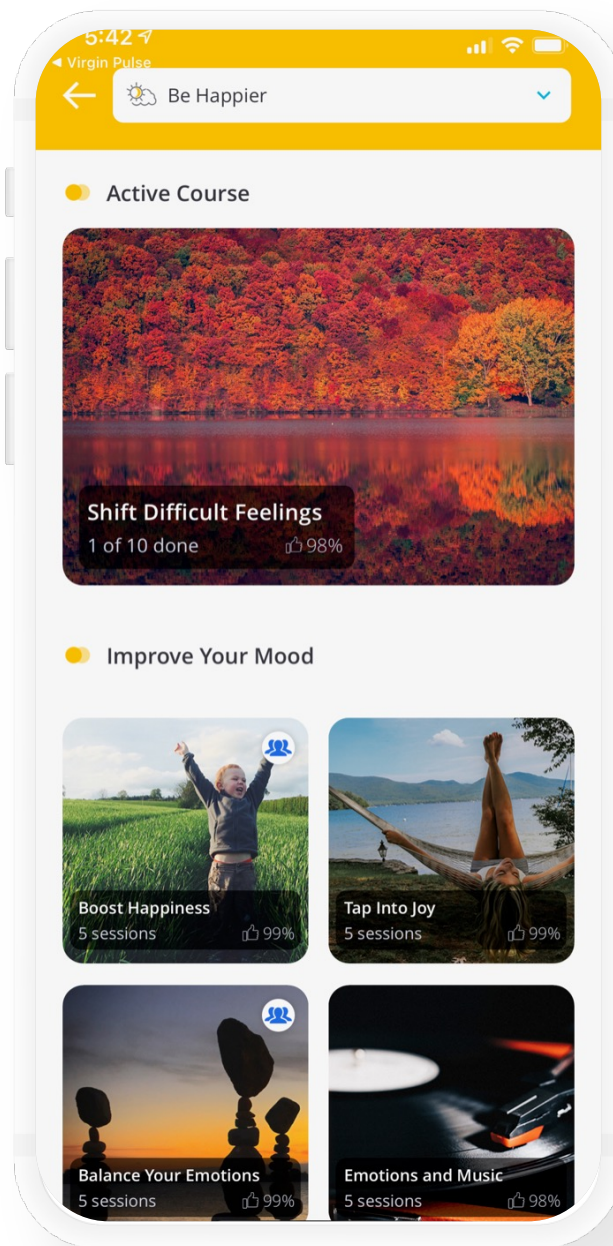 5:42
◀ Virgin Pulse
Be Happier
Active Course
Shift Difficult Feelings
1 of 10 done 98%
Improve Your Mood
Boost Happiness
5 sessions 99%
Tap Into Joy
5 sessions 99%
Balance Your Emotions
5 sessions 99%
Emotions and Music
5 sessions 98%